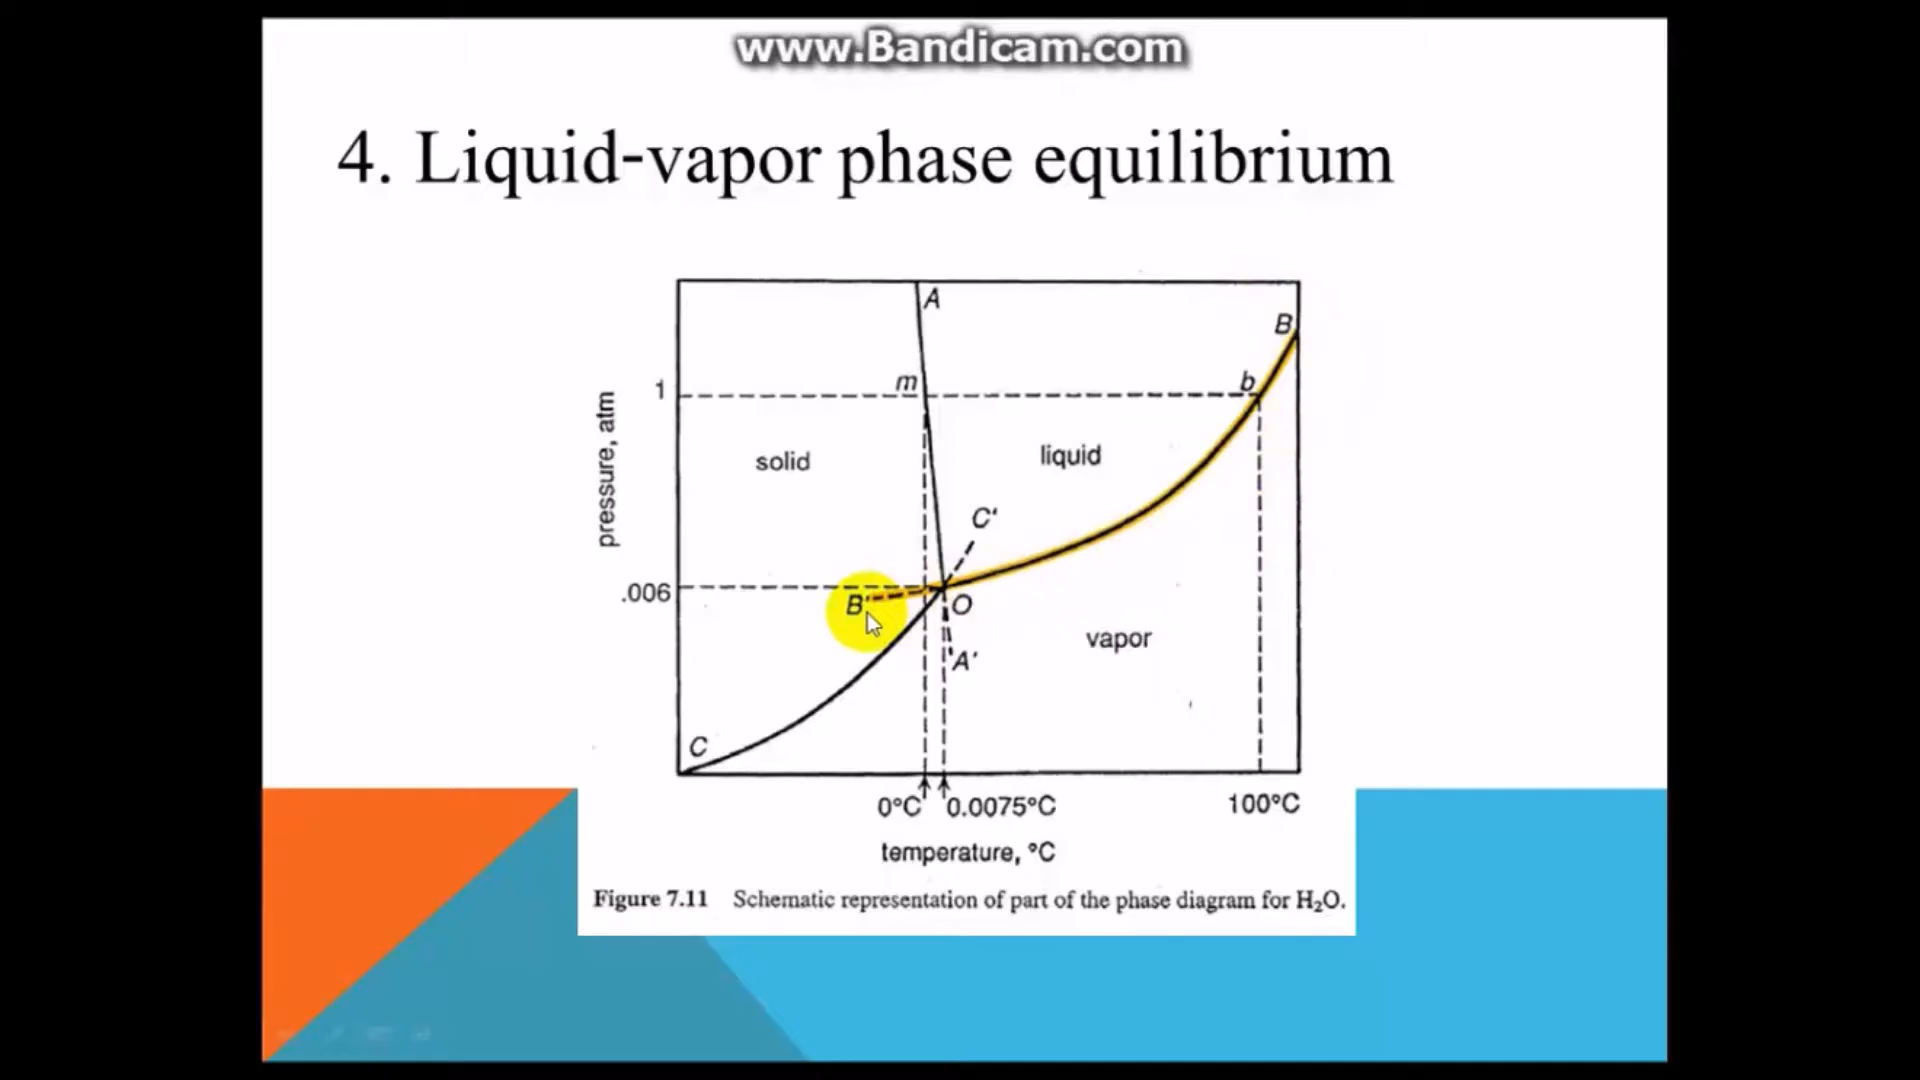 www.Bandicam.com
4. Liquid-vapor phase equilibrium
A
B
1
m
b
pressure, atm
solid
liquid
C'
.006
B'
O
vapor
A'
C
0°C
0.0075°C
100°C
temperature, °C
Figure 7.11 Schematic representation of part of the phase diagram for H₂O.